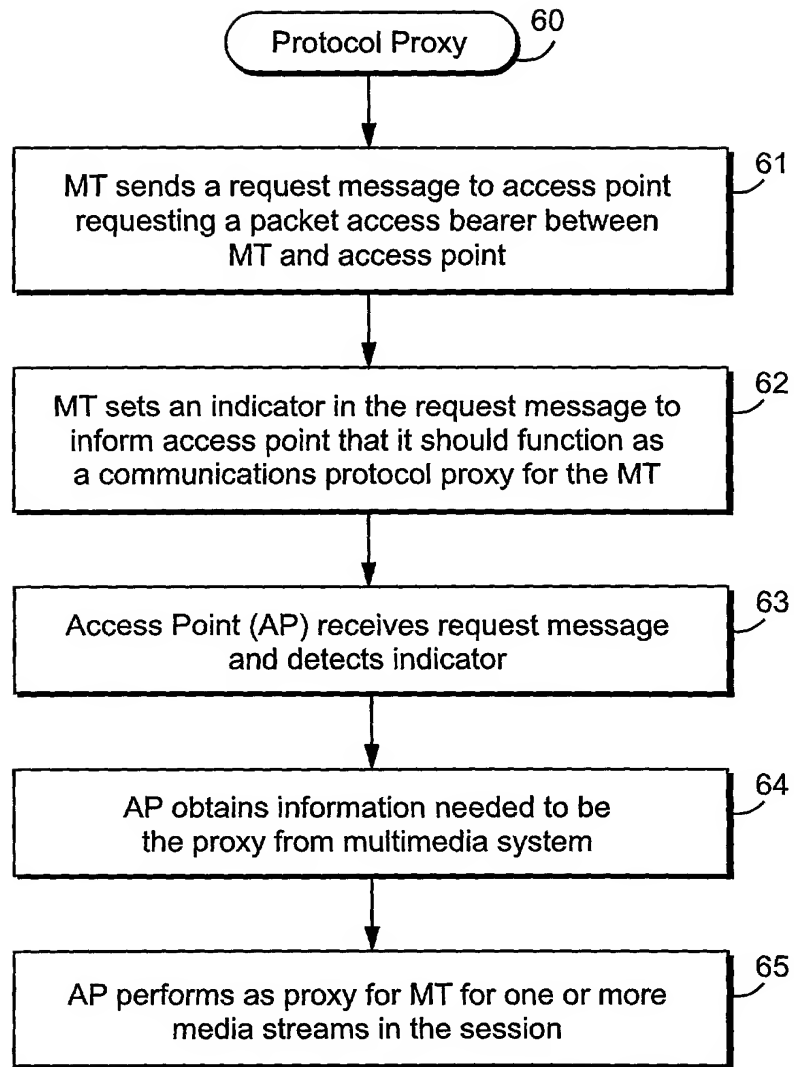 Protocol Proxy
60
MT sends a request message to access point
requesting a packet access bearer between
MT and access point
61
MT sets an indicator in the request message to
inform access point that it should function as
a communications protocol proxy for the MT
62
Access Point (AP) receives request message
and detects indicator
63
AP obtains information needed to be
the proxy from multimedia system
64
AP performs as proxy for MT for one or more
media streams in the session
65